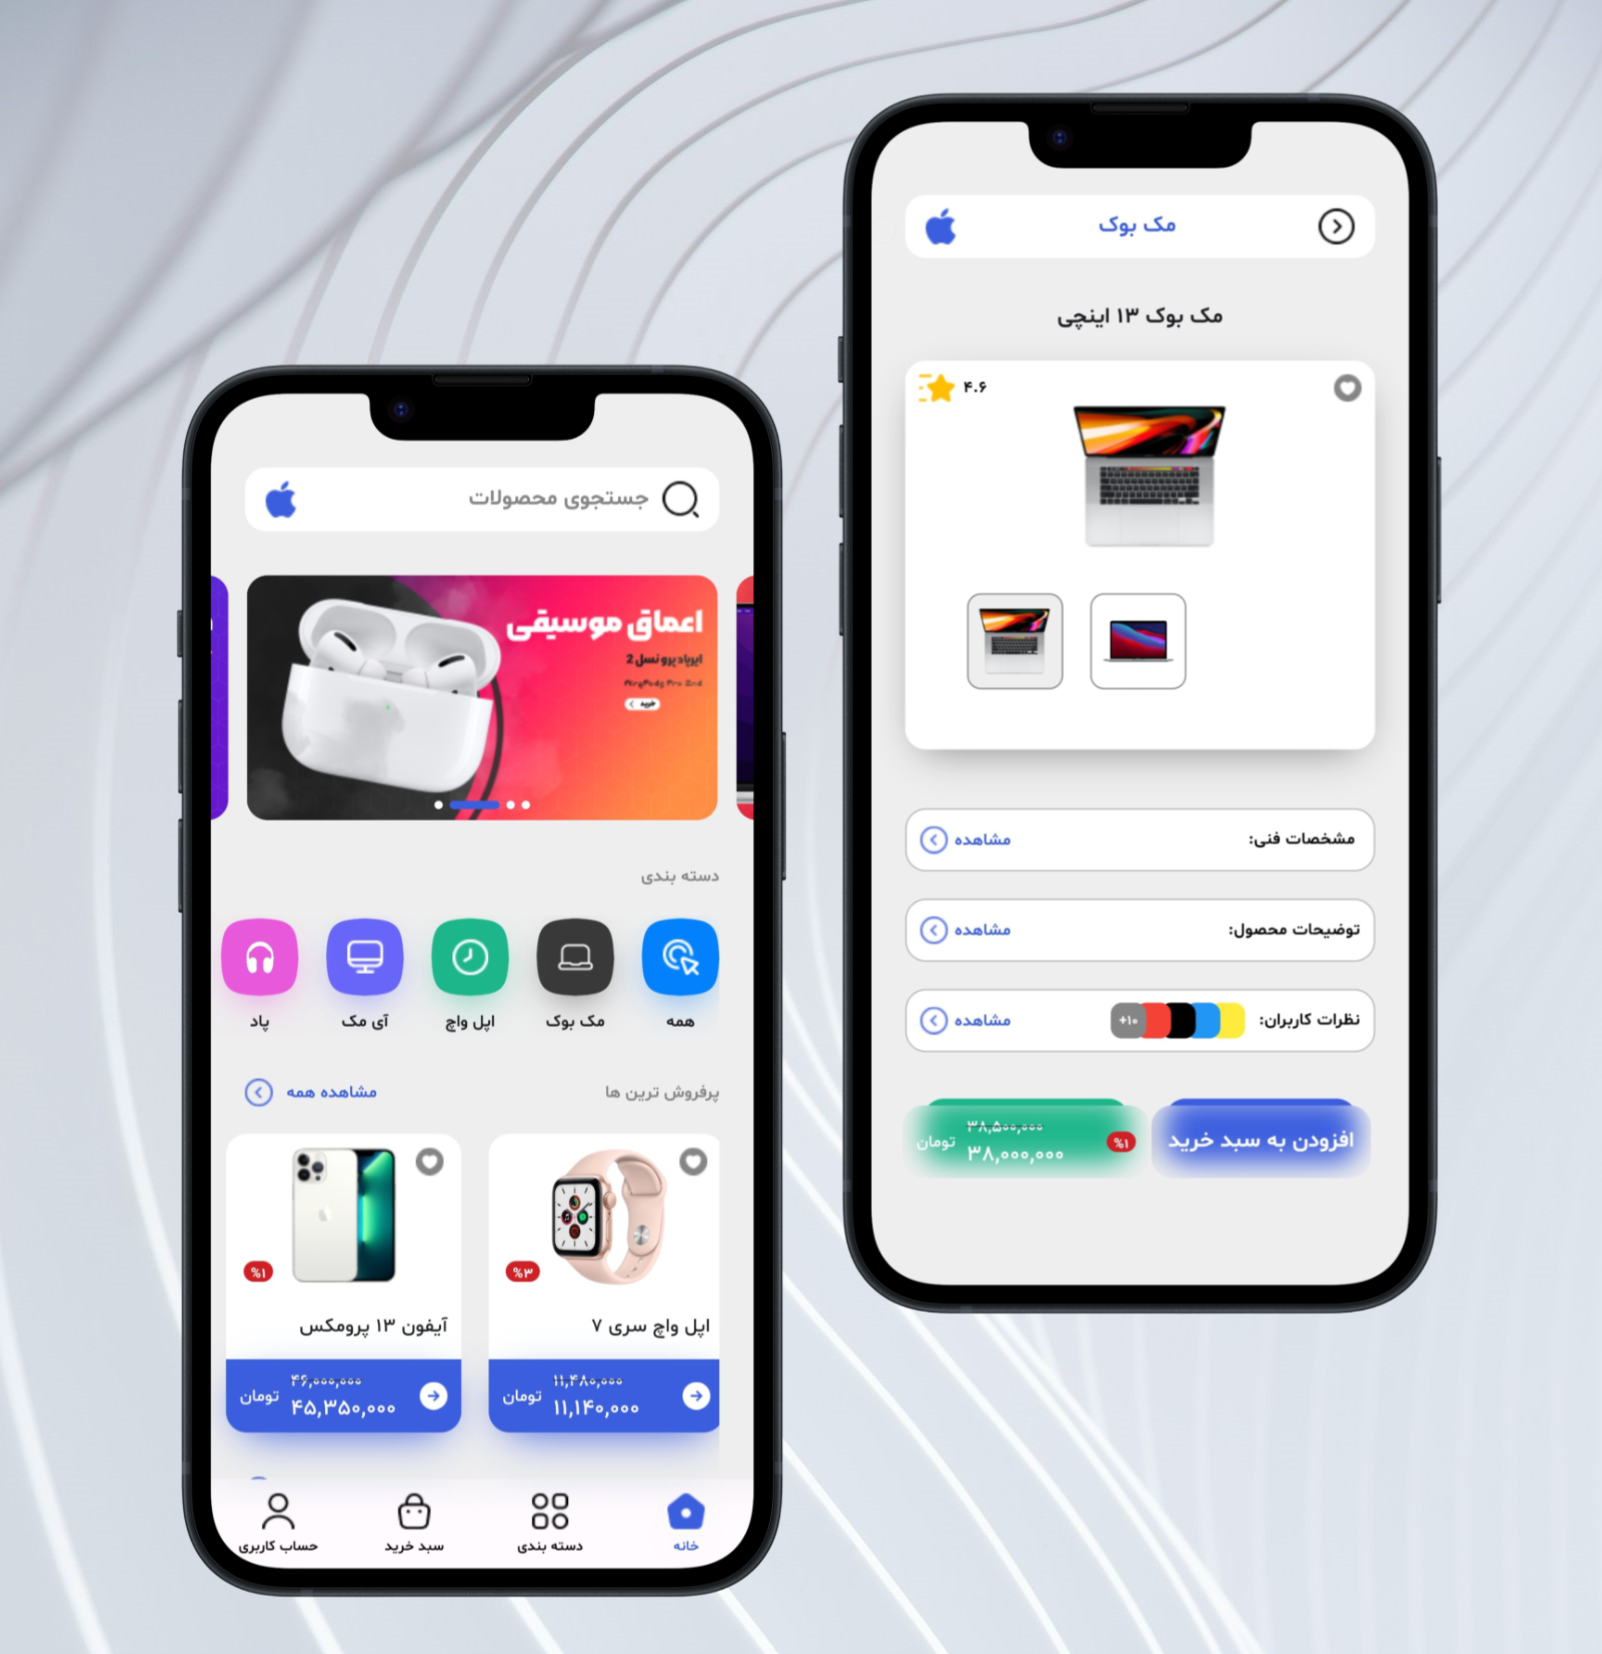 جستجوی محصولات
اعماق موسیقی
ایرپاد پرو نسل 2
AirPods Pro 2nd
خرید
دسته بندی
همه
مک بوک
اپل واچ
آی مک
پاد
پرفروش ترین ها
مشاهده همه
%۳
%۱
اپل واچ سری ۷
آیفون ۱۳ پرومکس
۱۱,۴۸۰,۰۰۰
۱۱,۱۴۰,۰۰۰ تومان
۴۶,۰۰۰,۰۰۰
۴۵,۳۵۰,۰۰۰ تومان
خانه
دسته بندی
سبد خرید
حساب کاربری
مک بوک
مک بوک ۱۳ اینچی
۴.۶
مشخصات فنی:
مشاهده
توضیحات محصول:
مشاهده
نظرات کاربران:
+۱۰
مشاهده
افزودن به سبد خرید
%۱
۳۸,۵۰۰,۰۰۰
۳۸,۰۰۰,۰۰۰ تومان